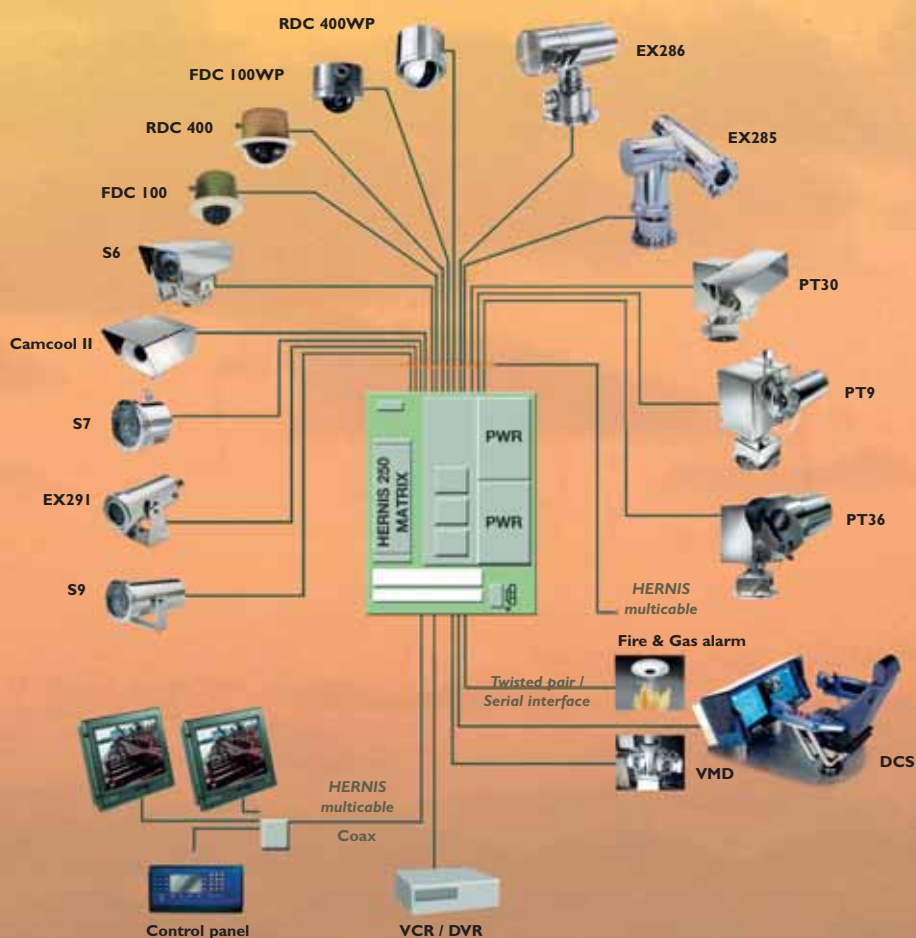 RDC 400WP
EX286
FDC 100WP
RDC 400
EX285
FDC 100
S6
PT30
Camcool II
PT9
S7
PWR
HERNIS 250
MATRIX
EX291
PWR
PT36
S9
HERNIS
multicable
Fire & Gas alarm
Twisted pair /
Serial interface
DCS
VMD
HERNIS
multicable
Coax
Control panel
VCR / DVR